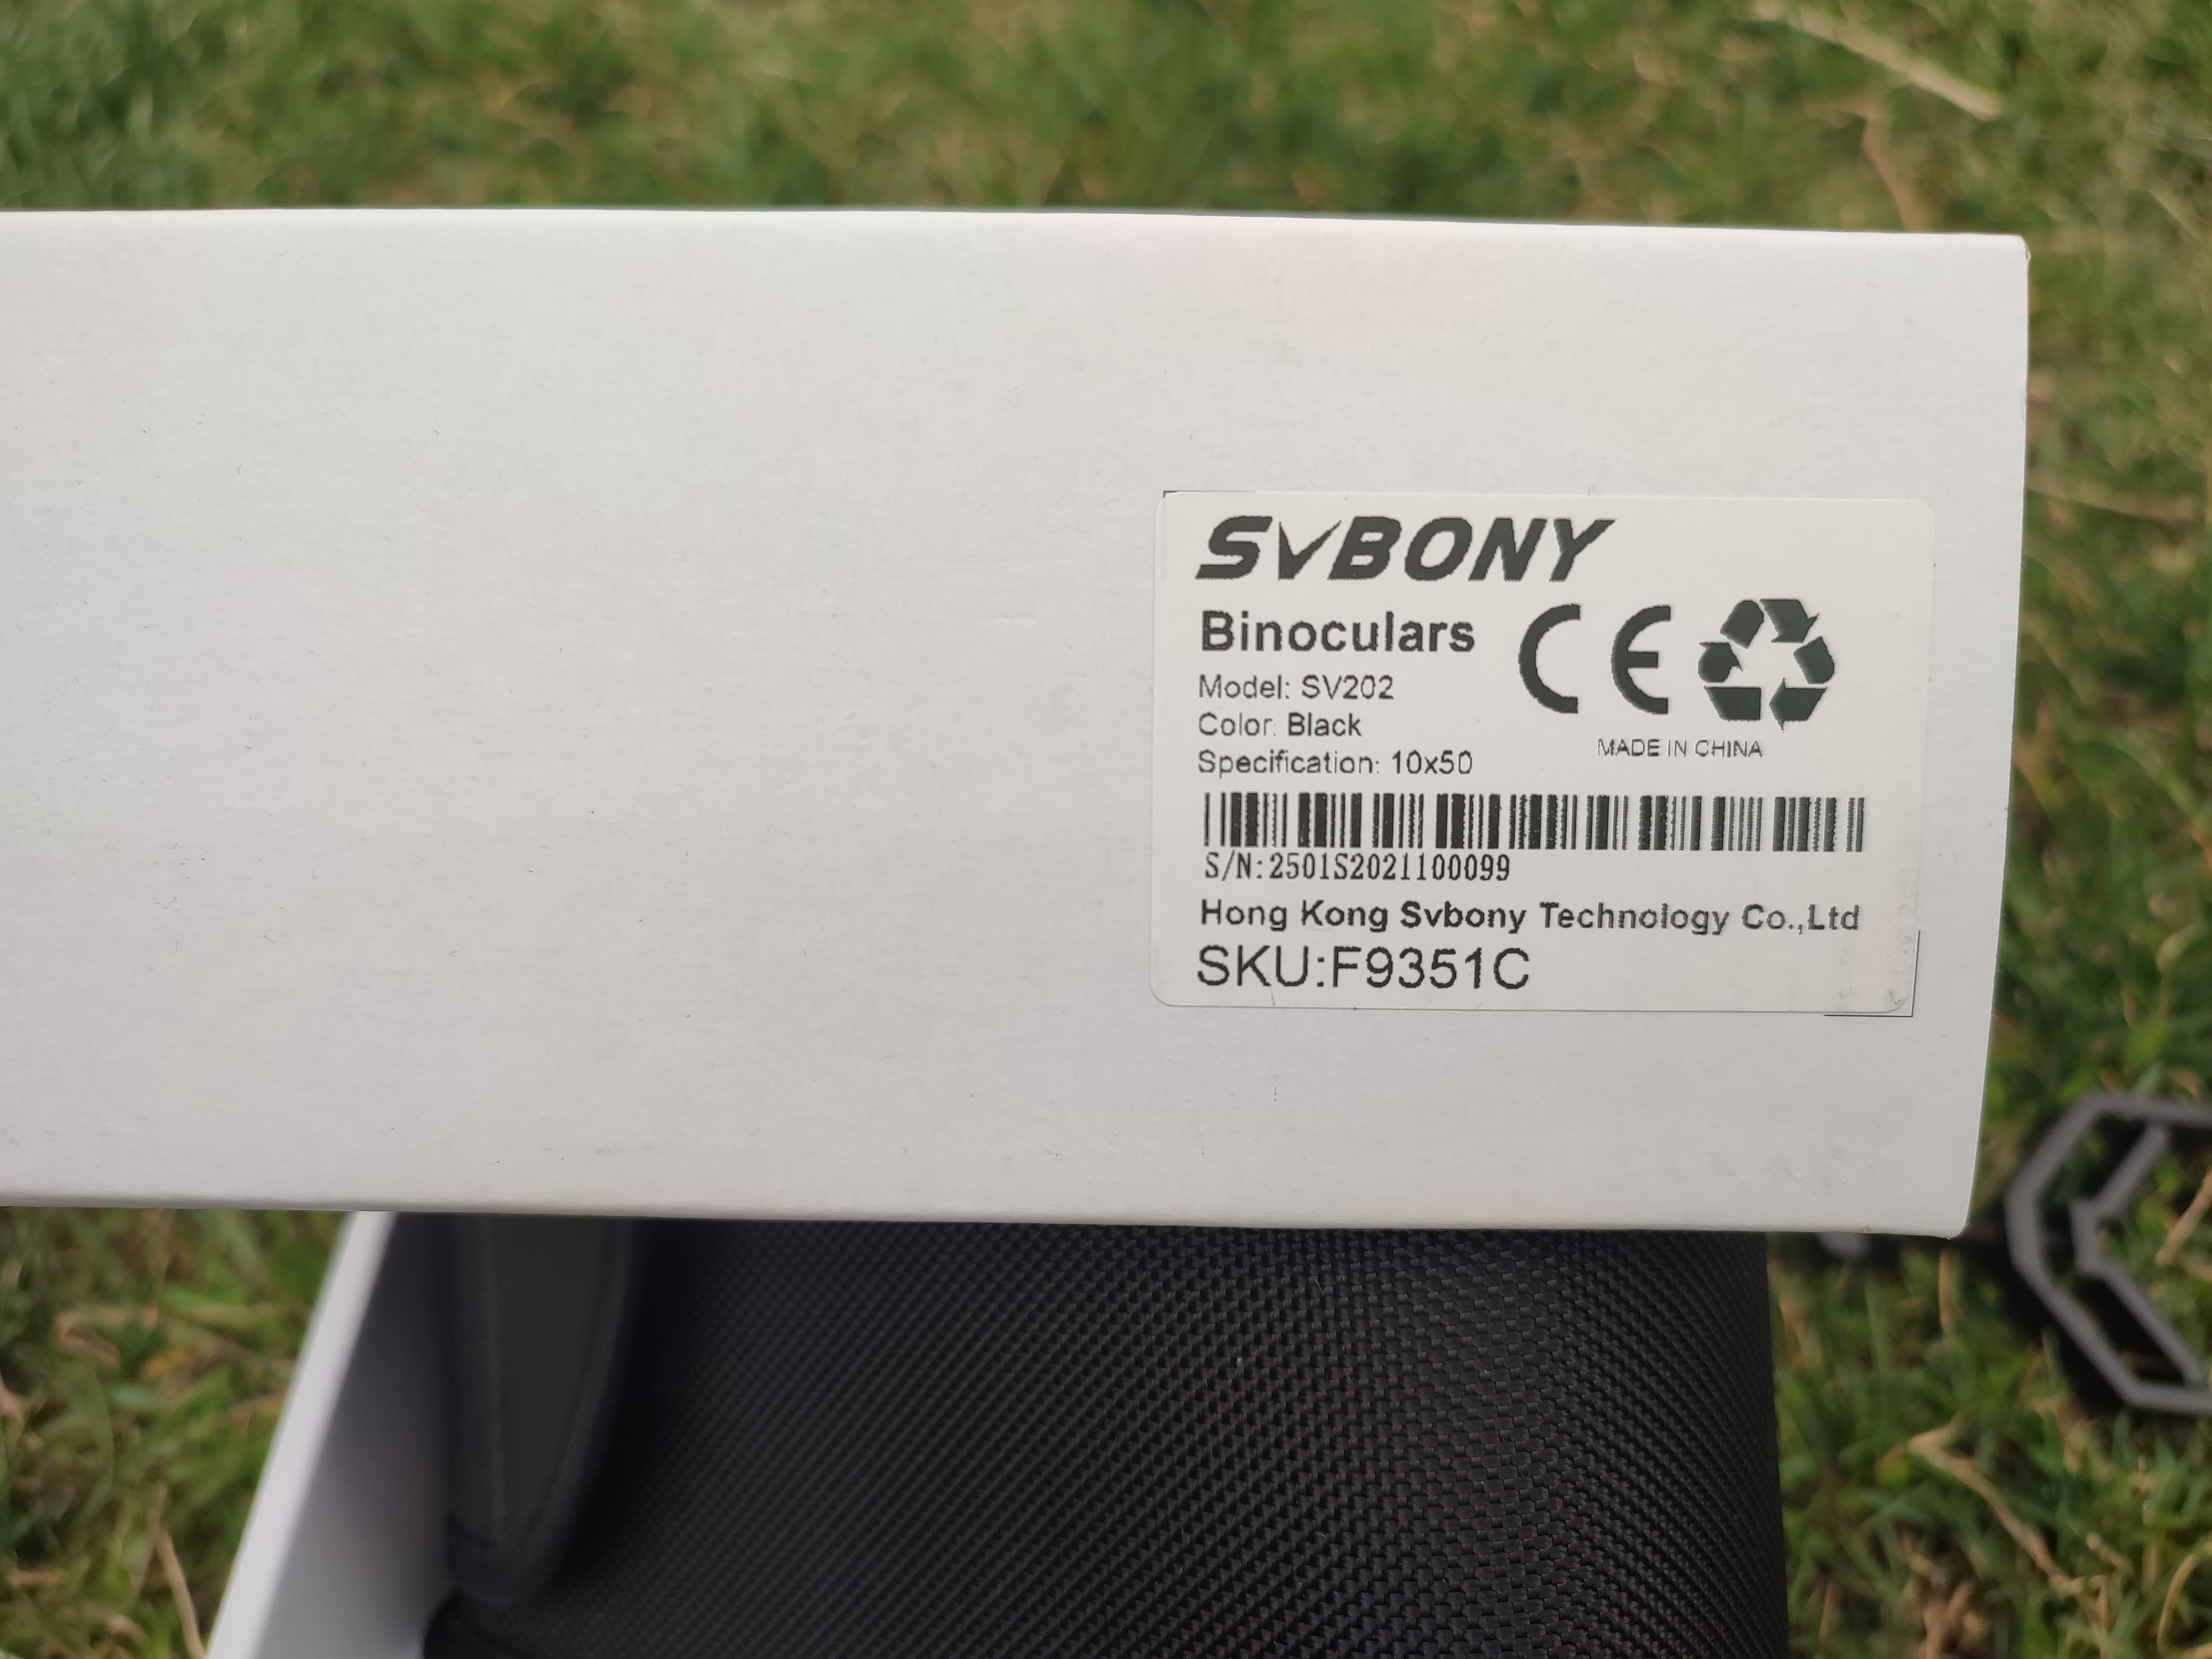 SVBONY
Binoculars
CE
Model: SV202
Color: Black
Specification: 10x50
MADE IN CHINA
S/N:2501S2021100099
Hong Kong Svbony Technology Co.,Ltd
SKU:F9351C